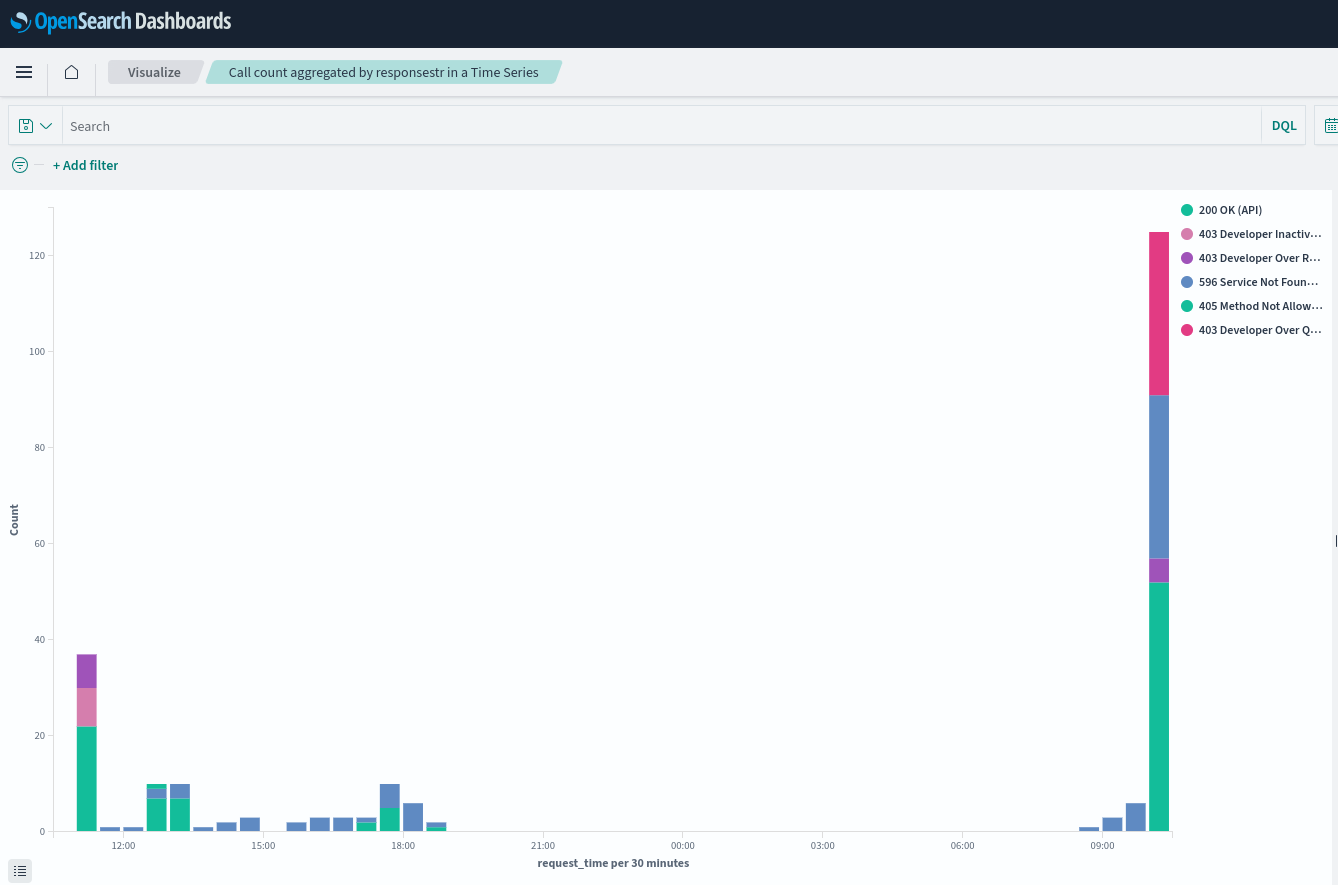 OpenSearch Dashboards
Visualize
Call count aggregated by responsestr in a Time Series
Search
DQL
+ Add filter
200 OK (API)
403 Developer Inactiv…
403 Developer Over R…
596 Service Not Foun…
405 Method Not Allow…
403 Developer Over Q…
120
100
80
60
40
20
0
Count
12:00 15:00 18:00 21:00 00:00 03:00 06:00 09:00
request_time per 30 minutes